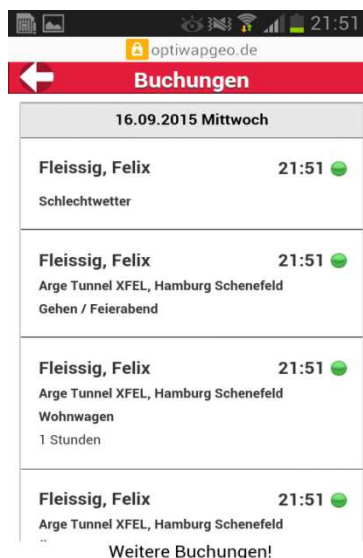 21:51
optiwapgeo.de
Buchungen
16.09.2015 Mittwoch
Fleissig, Felix 21:51
Schlechtwetter
Fleissig, Felix 21:51
Arge Tunnel XFEL, Hamburg Schenefeld
Gehen / Feierabend
Fleissig, Felix 21:51
Arge Tunnel XFEL, Hamburg Schenefeld
Wohnwagen
1 Stunden
Fleissig, Felix 21:51
Arge Tunnel XFEL, Hamburg Schenefeld
Weitere Buchungen!